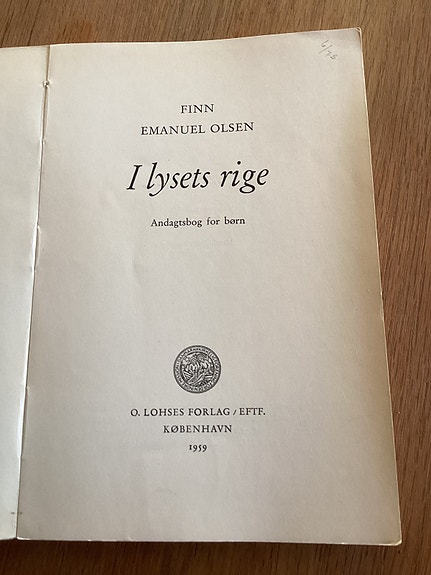 FINN
EMANUEL OLSEN
I lysets rige
Andagtsbog for børn
O. LOHSES FORLAG / EFTF.
KØBENHAVN
1959